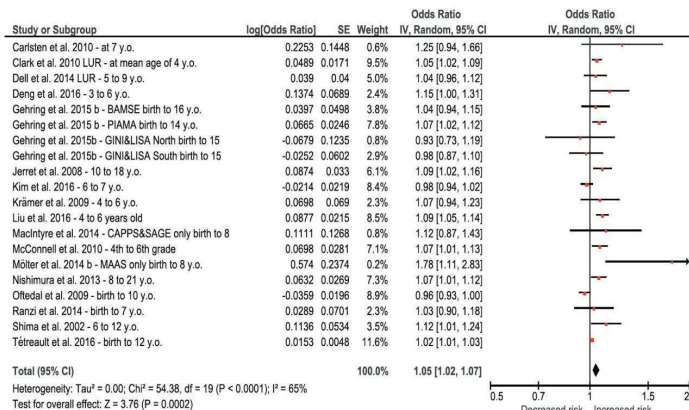 Odds Ratio Odds Ratio
Study or Subgroup log[Odds Ratio] SE Weight IV, Random, 95% CI IV, Random, 95% CI
Carlsten et al. 2010 - at 7 y.o. 0.2253 0.1448 0.6% 1.25 [0.94, 1.66]
Clark et al. 2010 LUR - at mean age of 4 y.o. 0.0489 0.0171 9.0% 1.05 [1.02, 1.09]
Dell et al. 2014 LUR - 5 to 9 y.o. 0.039 0.04 5.2% 1.04 [0.96, 1.12]
Deng et al. 2016 - 3 to 6 y.o. 0.1374 0.0689 2.4% 1.15 [1.00, 1.31]
Gehring et al. 2015 b - BAMSE birth to 16 y.o. 0.0397 0.0498 3.9% 1.04 [0.94, 1.15]
Gehring et al. 2015 b - PIAMA birth to 14 y.o. 0.0665 0.0246 7.8% 1.07 [1.02, 1.12]
Gehring et al. 2015b - GINI&LISA North birth to 15 -0.0679 0.1235 0.8% 0.93 [0.73, 1.19]
Gehring et al. 2015b - GINI&LISA South birth to 15 -0.0252 0.0602 3.0% 0.98 [0.87, 1.10]
Jerret et al. 2008 - 10 to 18 y.o. 0.0874 0.033 6.2% 1.09 [1.02, 1.16]
Kim et al. 2016 - 6 to 7 y.o. -0.0214 0.0219 8.2% 0.98 [0.94, 1.02]
Krämer et al. 2009 - 4 to 6 y.o. 0.0698 0.069 2.4% 1.07 [0.94, 1.23]
Liu et al. 2016 - 4 to 6 years old 0.0877 0.0215 8.3% 1.09 [1.05, 1.14]
MacIntyre et al. 2014 - CAPPS&SAGE only birth to 8 0.1111 0.1268 0.8% 1.12 [0.87, 1.43]
McConnell et al. 2010 - 4th to 6th grade 0.0698 0.0281 7.1% 1.07 [1.01, 1.13]
Mölter et al. 2014 b - MAAS only birth to 8 y.o. 0.574 0.2374 0.2% 1.78 [1.11, 2.83]
Nishimura et al. 2013 - 8 to 21 y.o. 0.0632 0.0269 7.3% 1.07 [1.01, 1.12]
Oftedal et al. 2009 - birth to 10 y.o. -0.0359 0.0196 8.6% 0.96 [0.93, 1.00]
Ranzi et al. 2014 - birth to 7 y.o. 0.0289 0.0701 2.3% 1.03 [0.90, 1.18]
Shima et al. 2002 - 6 to 12 y.o. 0.1136 0.0534 3.6% 1.12 [1.01, 1.24]
Tétreault et al. 2016 - birth to 12 y.o. 0.0153 0.0048 11.6% 1.02 [1.01, 1.03]
Total (95% CI) 100.0% 1.05 [1.02, 1.07]
Heterogeneity: Tau² = 0.00; Chi² = 54.38, df = 19 (P < 0.0001); I² = 65%
Test for overall effect: Z = 3.76 (P = 0.0002)
0.5 0.7 1 1.5 2
Decreased risk Increased risk